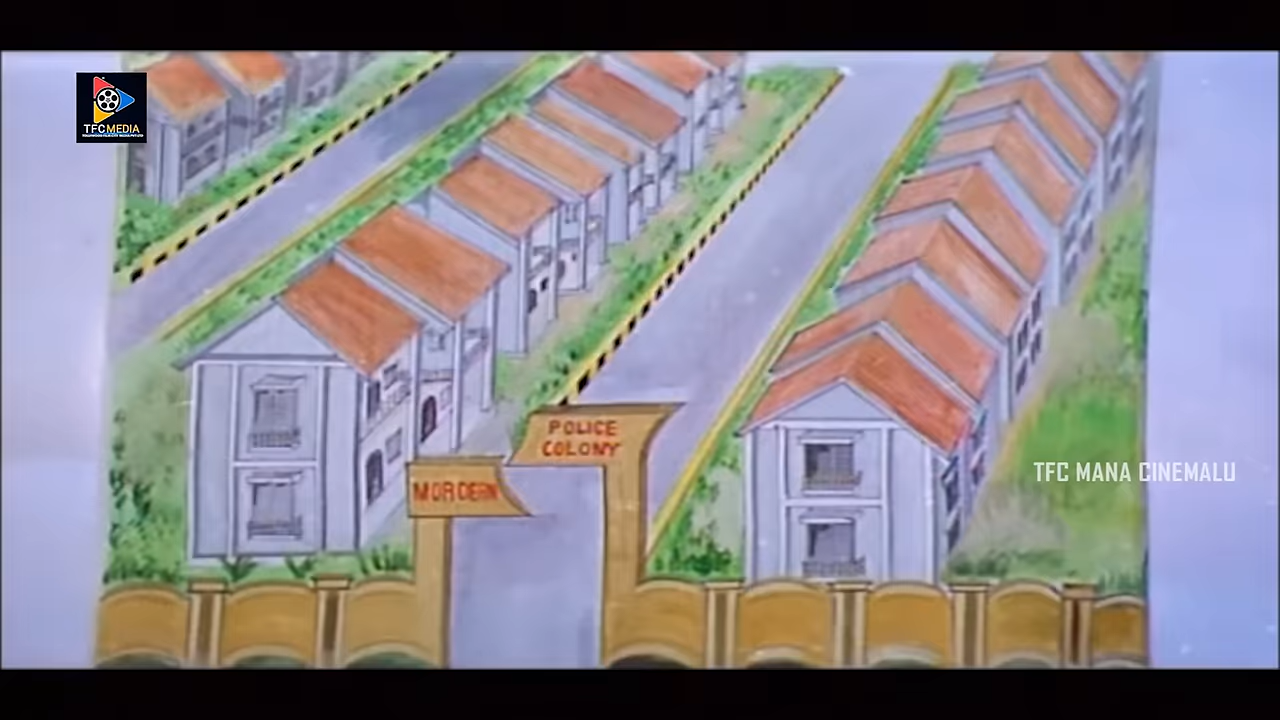 TFC MEDIA
POLICE
COLONY
MORDERN
TFC MANA CINEMALU